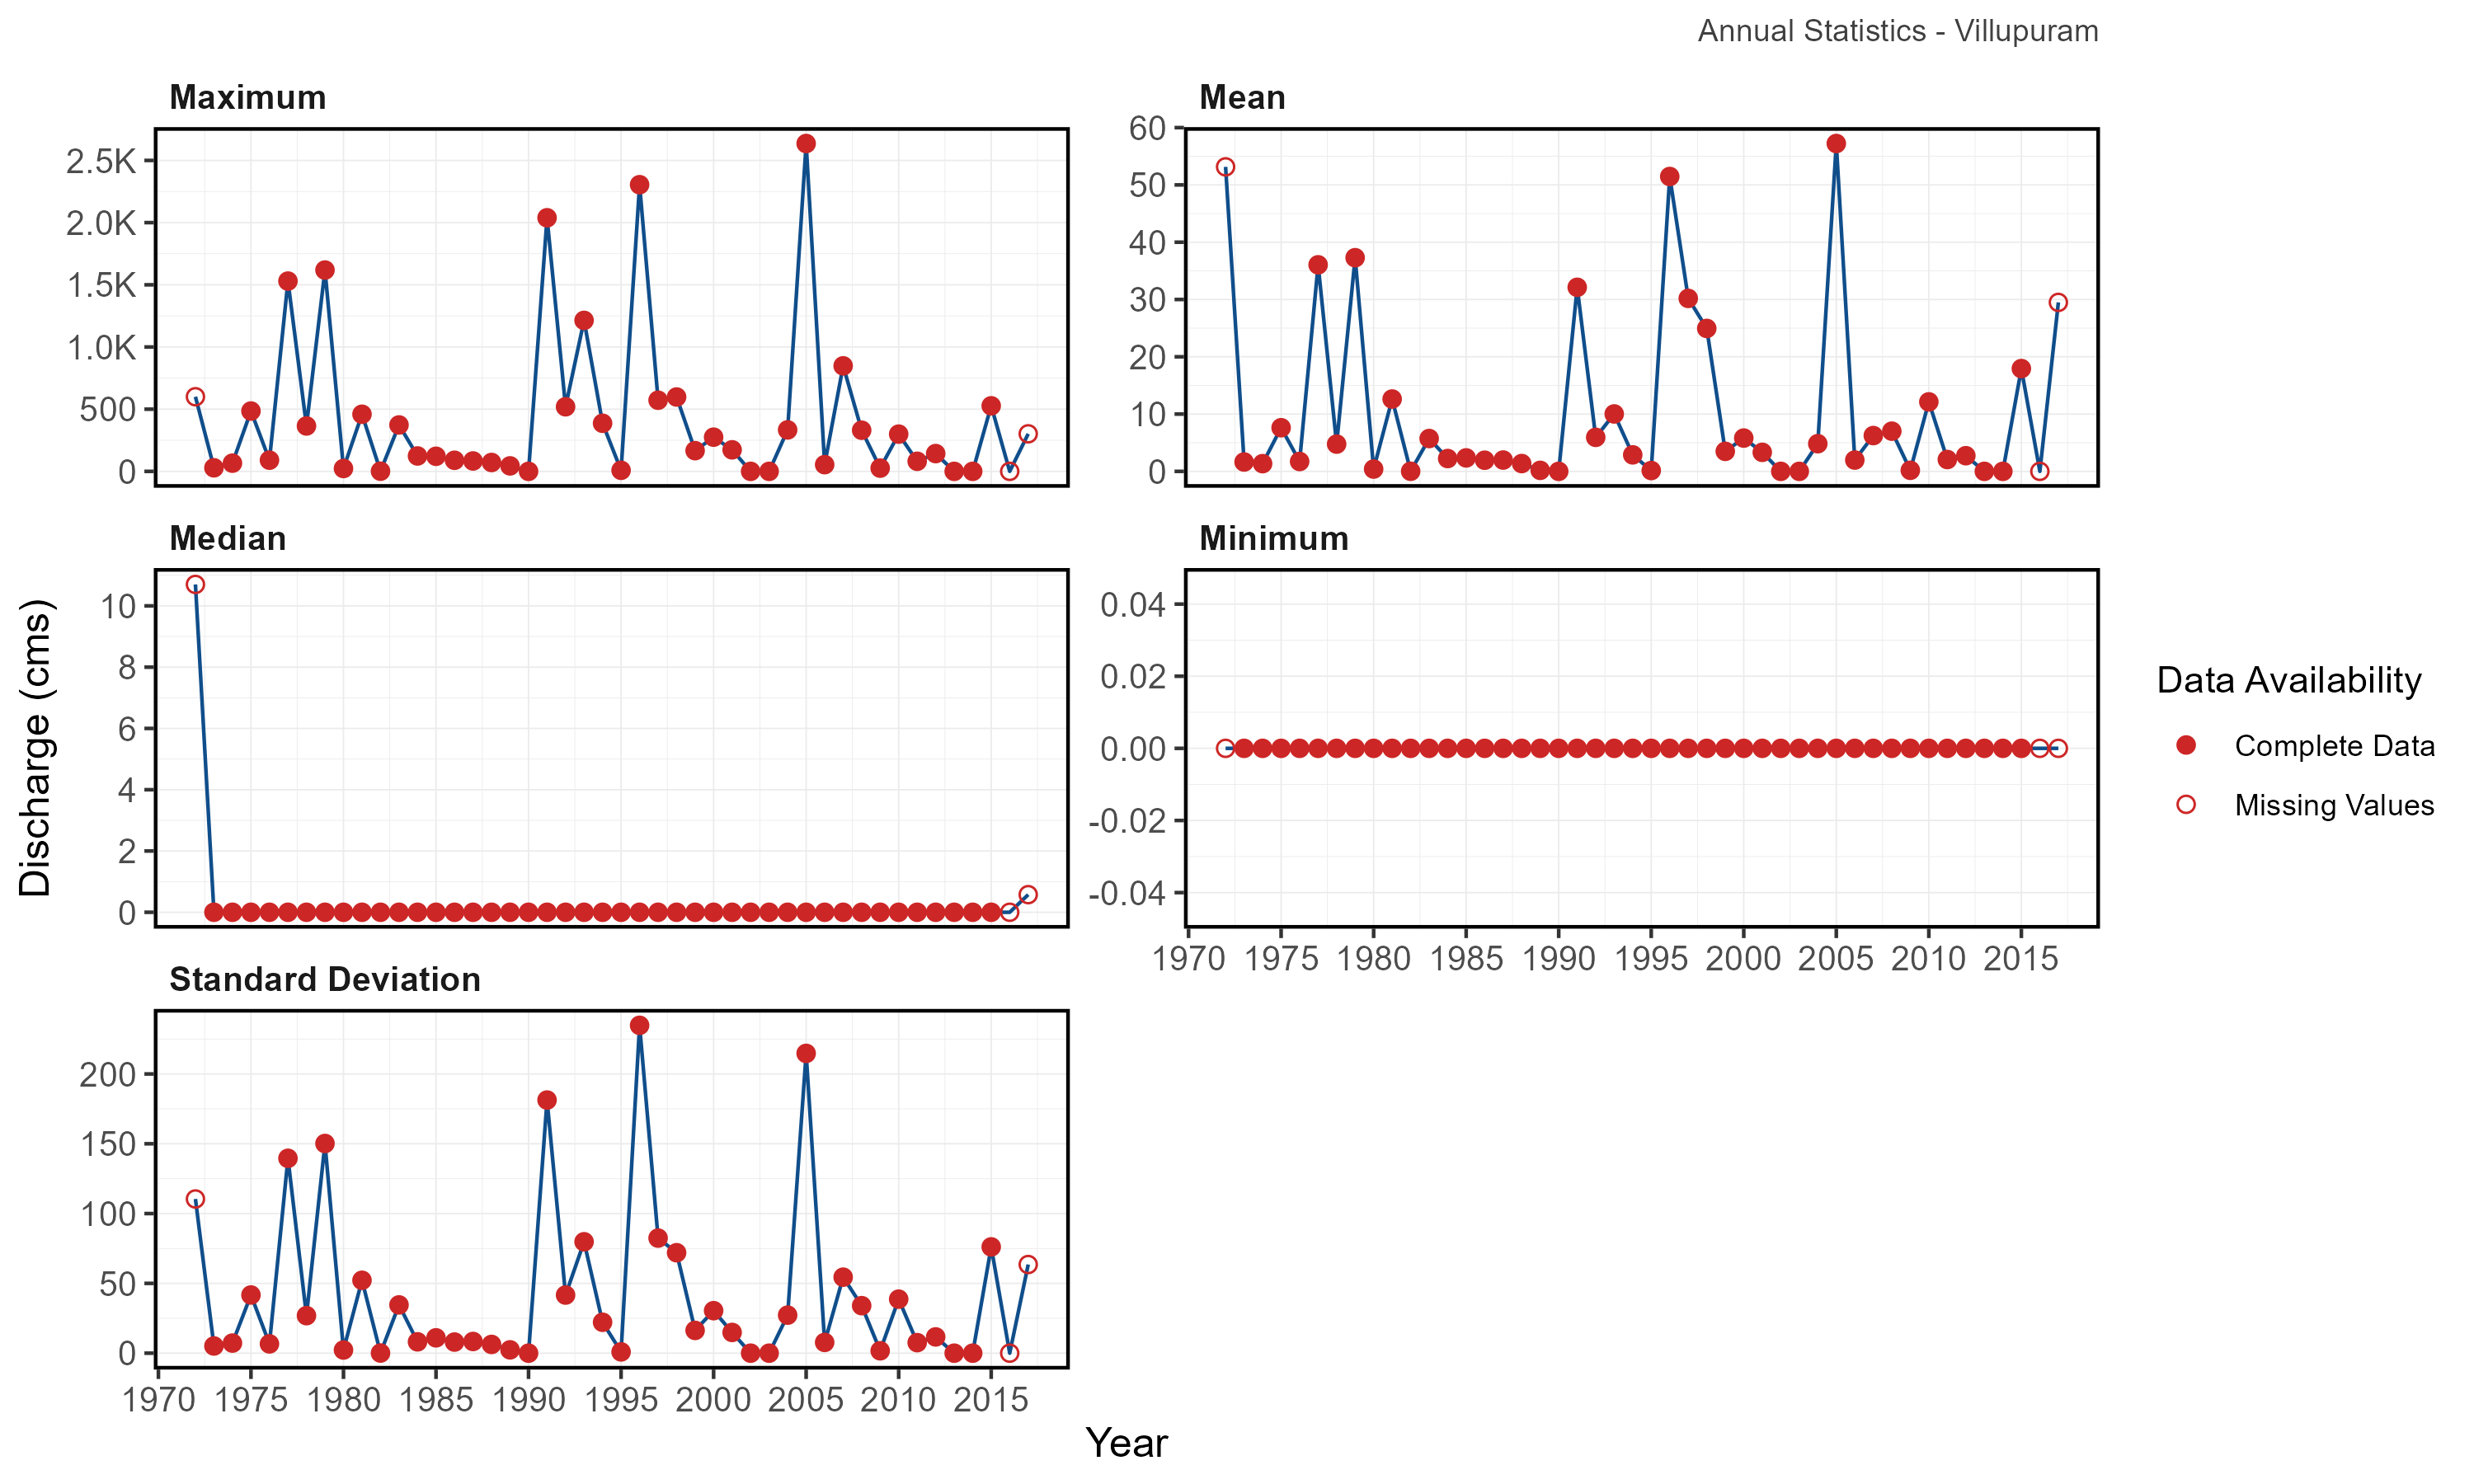 Annual Statistics - Villupuram
Maximum
2.5K
2.0K
1.5K
1.0K
500
0
Mean
60
50
40
30
20
10
0
Discharge (cms)
Median
10
8
6
4
2
0
Minimum
0.04
0.02
0.00
-0.02
-0.04
1970 1975 1980 1985 1990 1995 2000 2005 2010 2015
Standard Deviation
200
150
100
50
0
1970 1975 1980 1985 1990 1995 2000 2005 2010 2015
Year
Data Availability
Complete Data
Missing Values